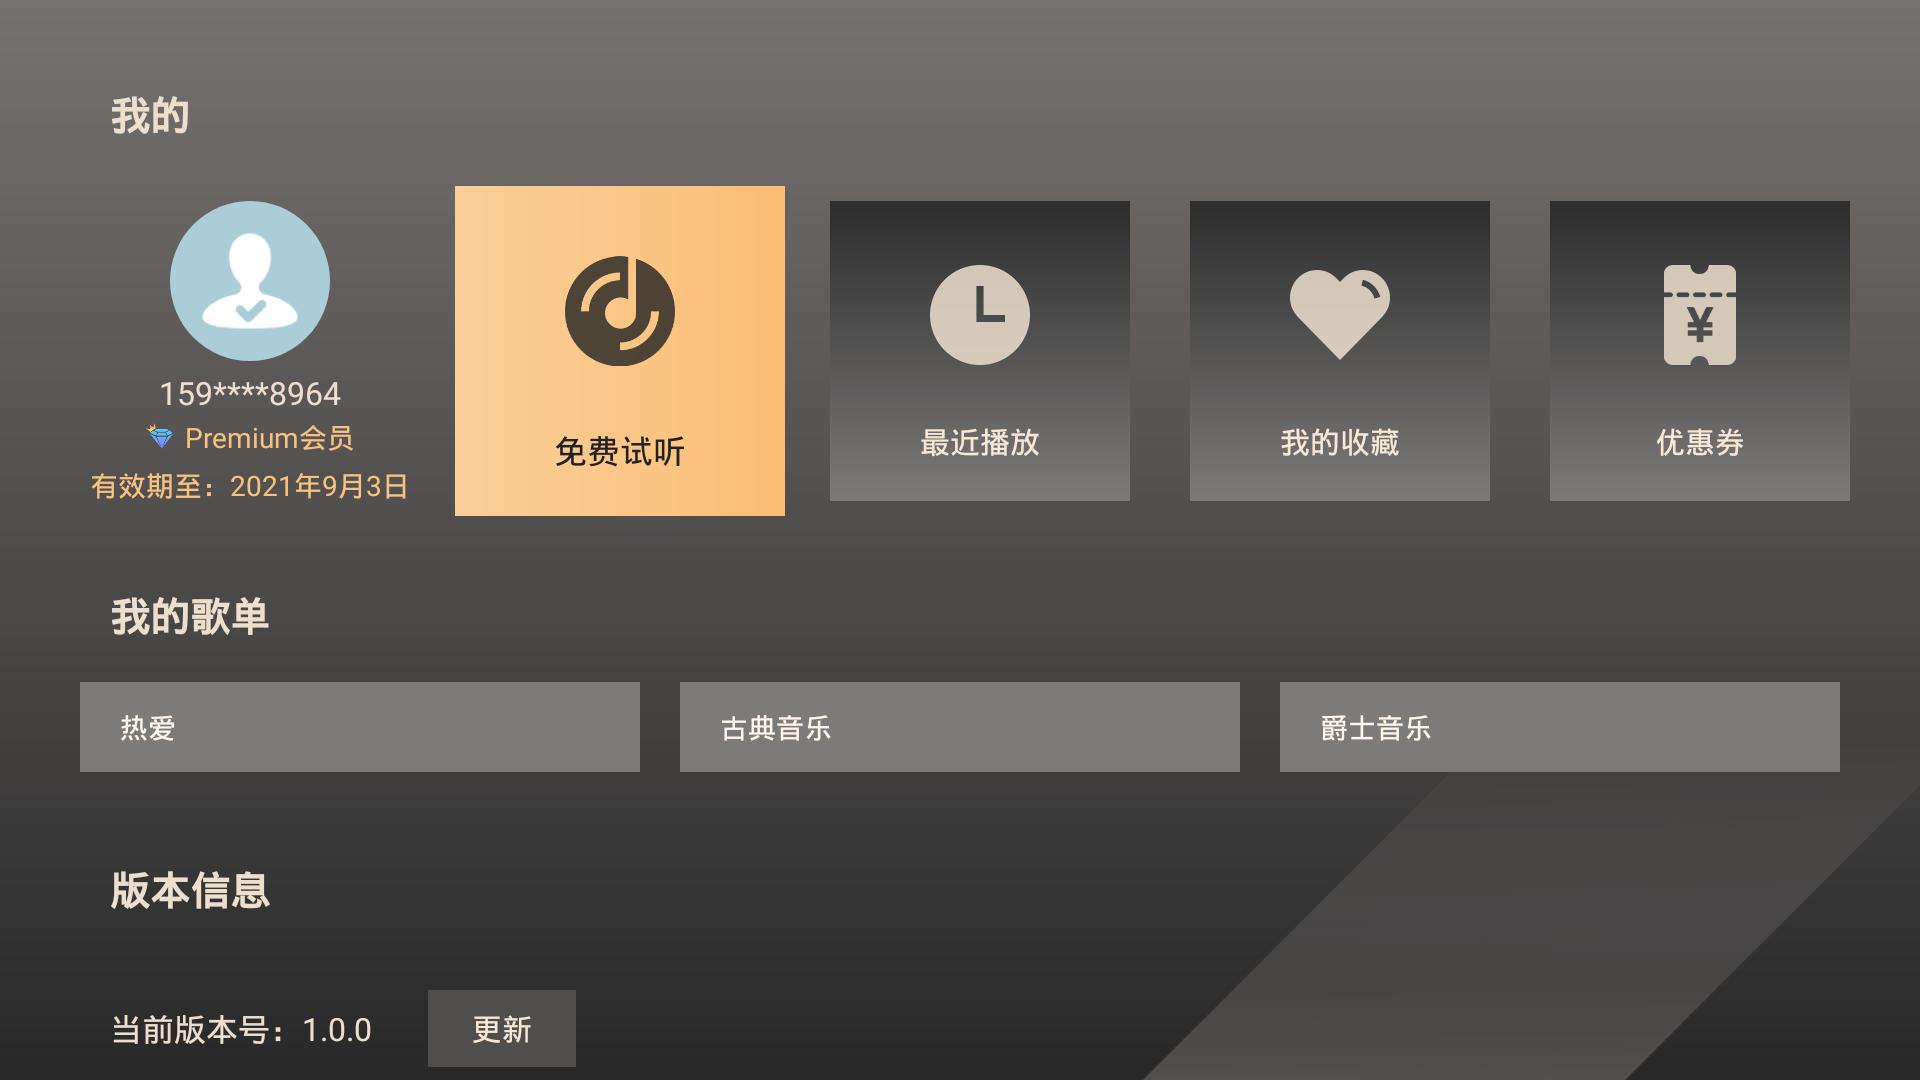 我的
159****8964
Premium会员
有效期至：2021年9月3日
免费试听
最近播放
我的收藏
¥
优惠券
我的歌单
热爱
古典音乐
爵士音乐
版本信息
当前版本号：1.0.0
更新